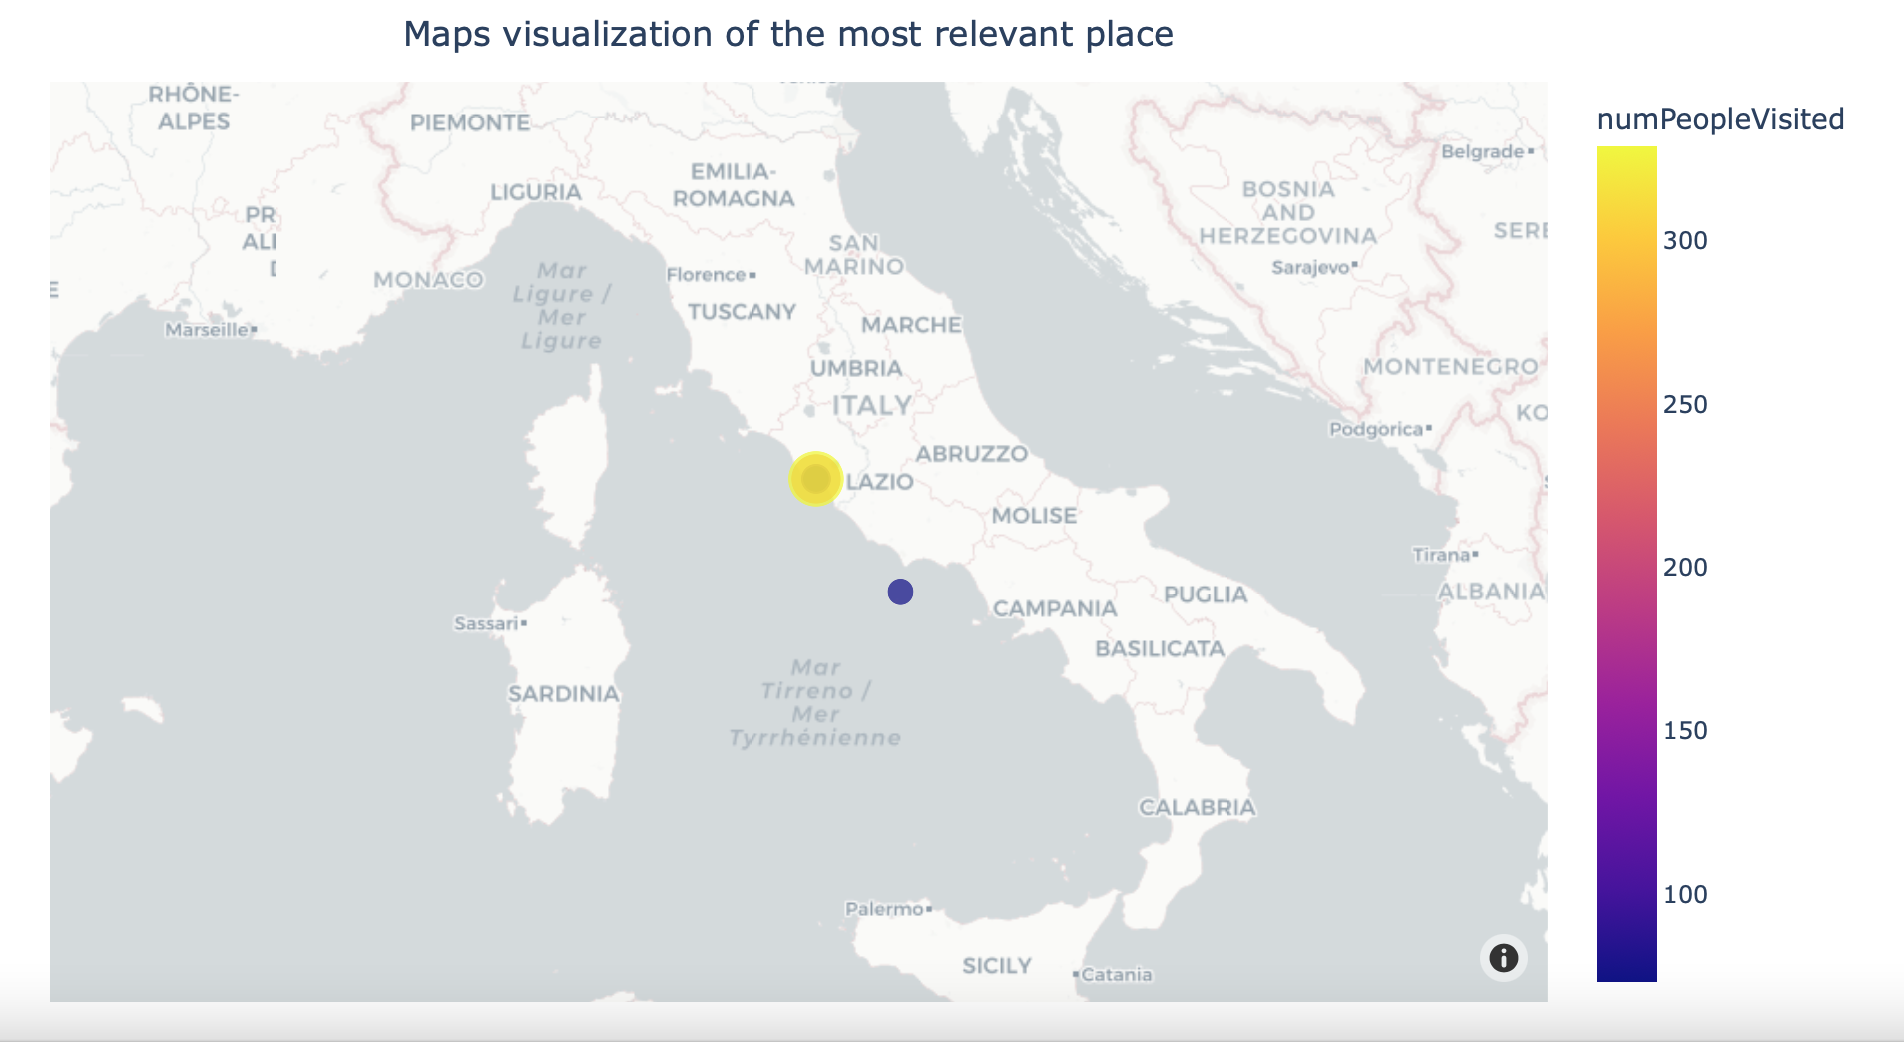 Maps visualization of the most relevant place
RHÔNE-
ALPES
PIEMONTE
EMILIA-
ROMAGNA
LIGURIA
PR
ALI
MONACO
Mar
Ligure /
Mer
Ligure
Marseille
Florence
TUSCANY
SAN
MARINO
MARCHE
UMBRIA
ITALY
ABRUZZO
LAZIO
MOLISE
CAMPANIA
PUGLIA
BASILICATA
Sassari
SARDINIA
Mar
Tirreno /
Mer
Tyrrhénienne
CALABRIA
Palermo
SICILY
Catania
Belgrade
BOSNIA
AND
HERZEGOVINA
SERE
Sarajevo
MONTENEGRO
KO
Podgorica
Tirana
ALBANIA
numPeopleVisited
300
250
200
150
100